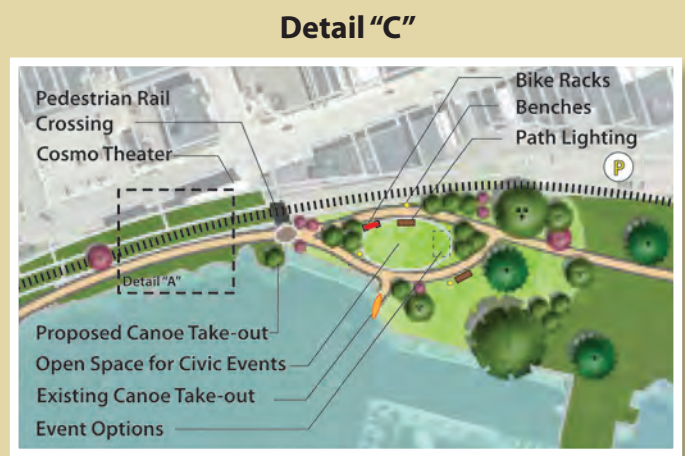 Detail “C”
Pedestrian Rail
Crossing
Cosmo Theater
Bike Racks
Benches
Path Lighting
P
Detail “A”
Proposed Canoe Take-out
Open Space for Civic Events
Existing Canoe Take-out
Event Options